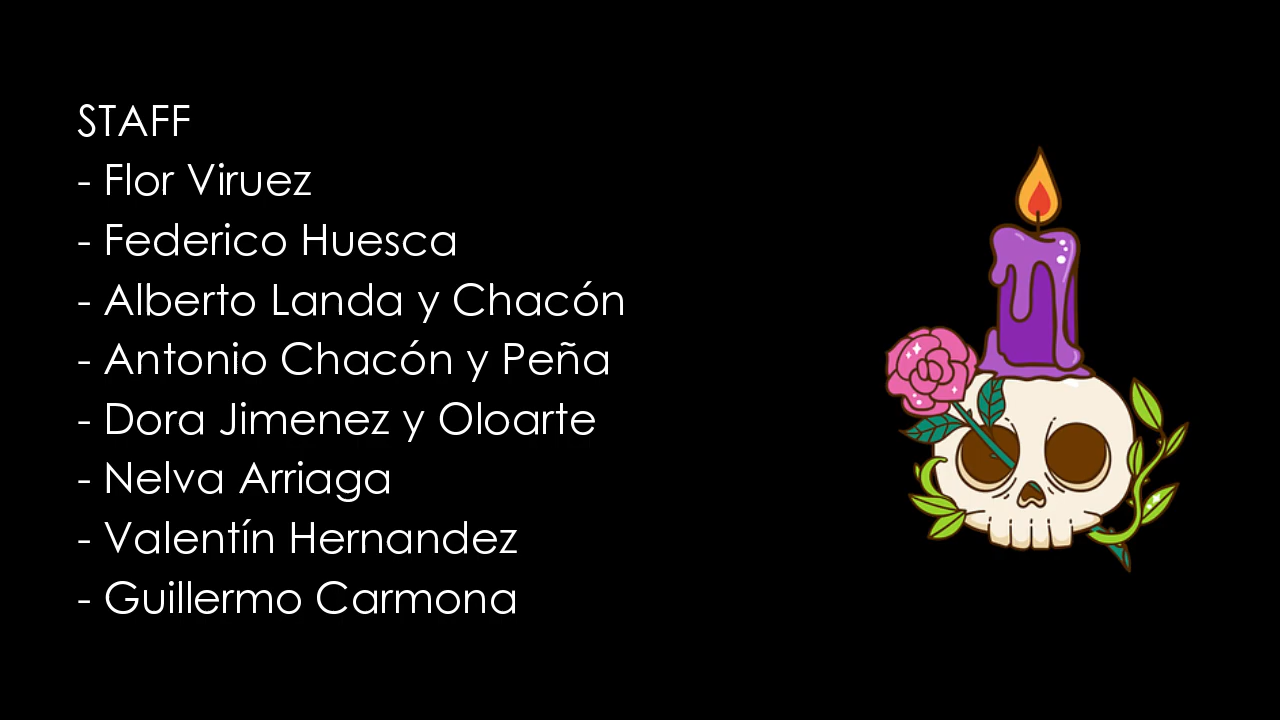 STAFF
- Flor Viruez
- Federico Huesca
- Alberto Landa y Chacón
- Antonio Chacón y Peña
- Dora Jimenez y Oloarte
- Nelva Arriaga
- Valentín Hernandez
- Guillermo Carmona